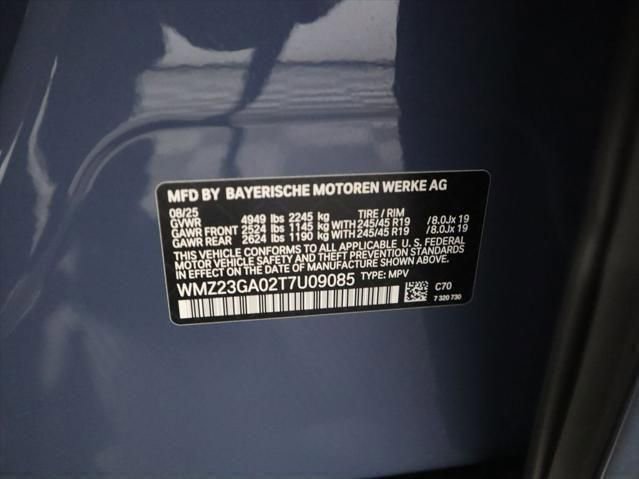 MFD BY BAYERISCHE MOTOREN WERKE AG
08/25
GVWR 4949 lbs 2245 kg TIRE / RIM
GAWR FRONT 2524 lbs 1145 kg WITH 245/45 R19 /8.0Jx 19
GAWR REAR 2624 lbs 1190 kg WITH 245/45 R19 /8.0Jx 19
THIS VEHICLE CONFORMS TO ALL APPLICABLE U. S. FEDERAL
MOTOR VEHICLE SAFETY AND THEFT PREVENTION STANDARDS
IN EFFECT ON THE DATE OF MANUFACTURE SHOWN ABOVE.
WMZ23GA02T7U09085 TYPE: MPV
C70
7 320 730